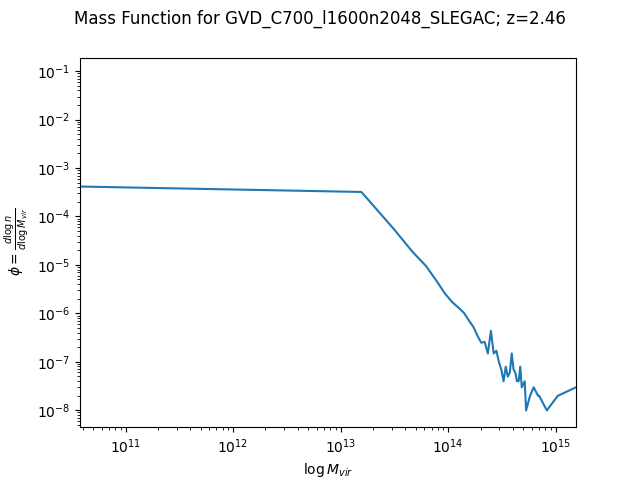 Mass Function for GVD_C700_l1600n2048_SLEGAC; z=2.46
10⁻¹
10⁻²
10⁻³
10⁻⁴
10⁻⁵
10⁻⁶
10⁻⁷
10⁻⁸
ϕ = d log n / d log M_vir
10¹¹ 10¹² 10¹³ 10¹⁴ 10¹⁵
log M_vir